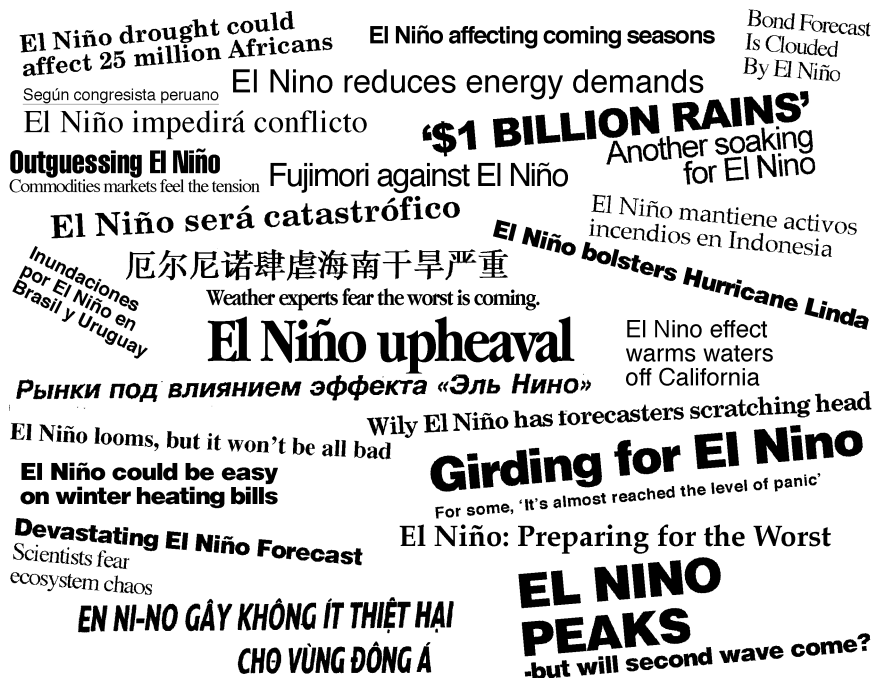 El Niño drought could
affect 25 million Africans
El Niño affecting coming seasons
Bond Forecast
Is Clouded
By El Niño
El Nino reduces energy demands
Según congresista peruano
El Niño impedirá conflicto
‘$1 BILLION RAINS’
Another soaking
for El Nino
Outguessing El Niño
Commodities markets feel the tension
Fujimori against El Niño
El Niño será catastrófico
El Niño mantiene activos
incendios en Indonesia
El Niño bolsters Hurricane Linda
Inundaciones
por El Niño en
Brasil y Uruguay
厄尔尼诺肆虐海南干旱严重
Weather experts fear the worst is coming.
El Niño upheaval
El Nino effect
warms waters
off California
Рынки под влиянием эффекта «Эль Нино»
Wily El Niño has forecasters scratching head
El Niño looms, but it won’t be all bad
Girding for El Nino
For some, ‘It’s almost reached the level of panic’
El Niño could be easy
on winter heating bills
Devastating El Niño Forecast
Scientists fear
ecosystem chaos
El Niño: Preparing for the Worst
EL NINO
PEAKS
-but will second wave come?
EN NI-NO GÂY KHÔNG ÍT THIỆT HẠI
CHO VÙNG ĐÔNG Á